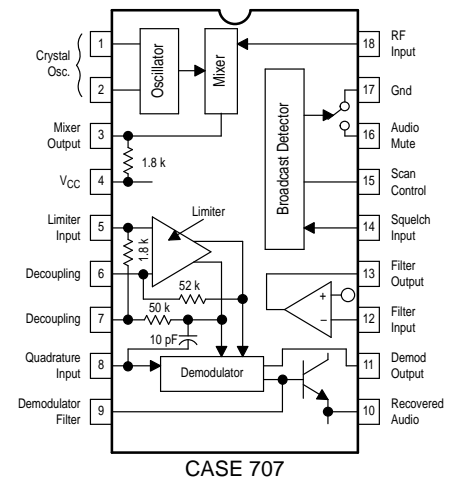 Crystal
Osc.
1
2
Mixer
Output
3
VCC
4
Limiter
Input
5
Decoupling
6
Decoupling
7
Quadrature
Input
8
Demodulator
Filter
9
Oscillator
Mixer
1.8 k
Broadcast Detector
Limiter
1.8 k
52 k
50 k
10 pF
Demodulator
+
–
18
RF
Input
17
Gnd
16
Audio
Mute
15
Scan
Control
14
Squelch
Input
13
Filter
Output
12
Filter
Input
11
Demod
Output
10
Recovered
Audio
CASE 707